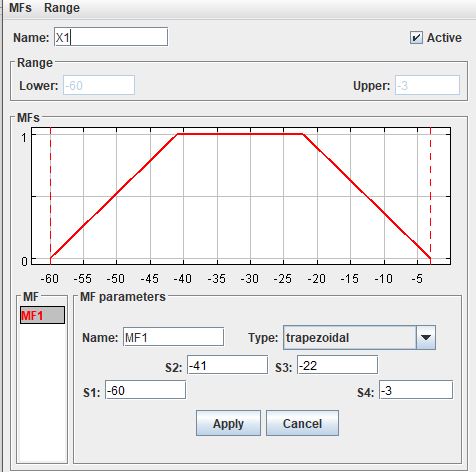 MFs Range
Name: X1 Active
Range
Lower: -60 Upper: -3
MFs
1
0
-60 -55 -50 -45 -40 -35 -30 -25 -20 -15 -10 -5
MF MF parameters
MF1
Name: MF1 Type: trapezoidal
S2: -41 S3: -22
S1: -60 S4: -3
Apply Cancel